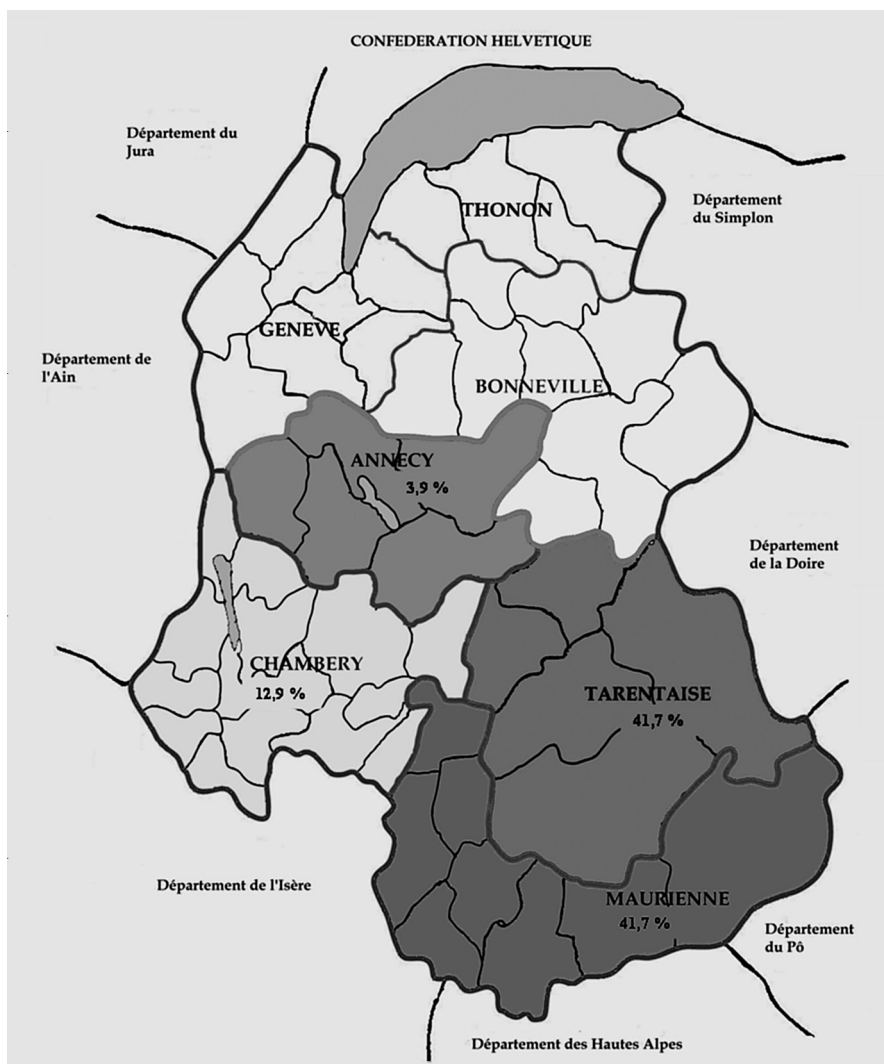 CONFEDERATION HELVETIQUE
Département du
Jura
Département
du Simplon
THONON
GENEVE
Département de
l'Ain
BONNEVILLE
ANNECY
3,9 %
Département
de la Doire
CHAMBERY
12,9 %
TARENTAISE
41,7 %
Département de l'Isère
MAURIENNE
41,7 %
Département
du Pô
Département des Hautes Alpes